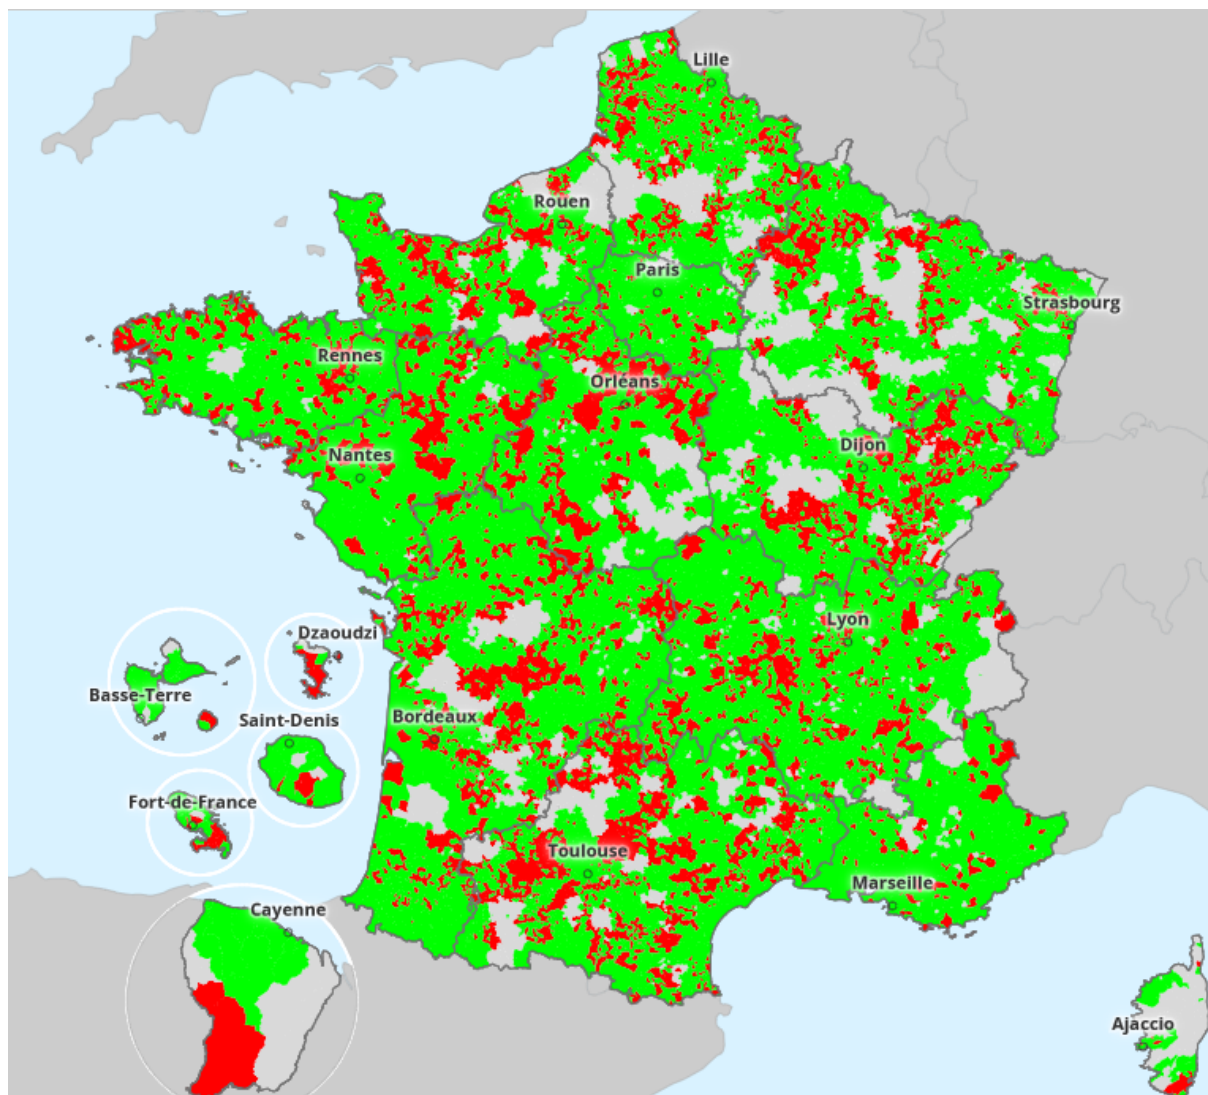 Lille
Rouen
Paris
Strasbourg
Rennes
Orléans
Dijon
Nantes
Lyon
Dzaoudzi
Basse-Terre
Saint-Denis
Bordeaux
Fort-de-France
Toulouse
Marseille
Cayenne
Ajaccio